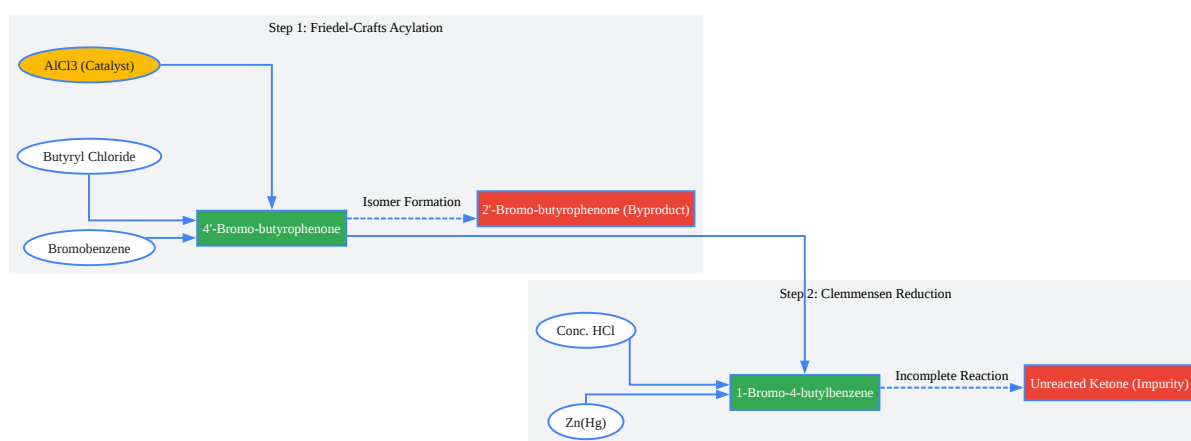 Step 1: Friedel-Crafts Acylation
AlCl3 (Catalyst)
Butyryl Chloride
Isomer Formation
2'-Bromo-butyrophenone (Byproduct)
4'-Bromo-butyrophenone
Bromobenzene
Step 2: Clemmensen Reduction
Conc. HCl
Incomplete Reaction
Unreacted Ketone (Impurity)
1-Bromo-4-butylbenzene
Zn(Hg)